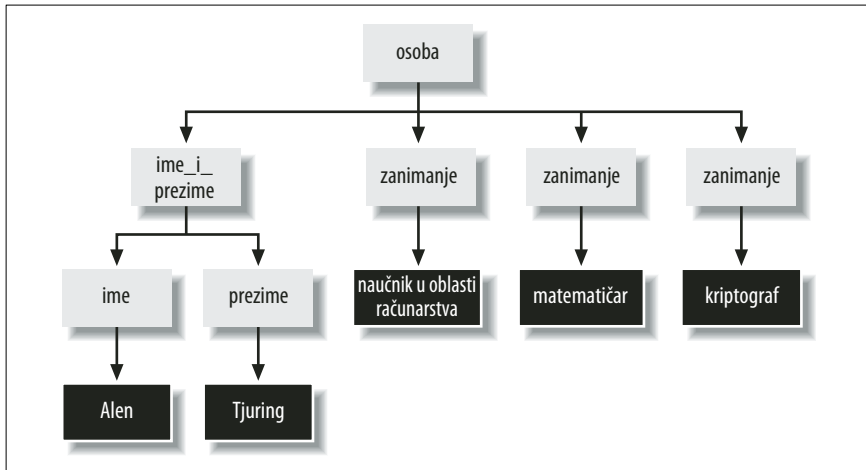 osoba
ime_i_
prezime
zanimanje
zanimanje
zanimanje
ime
prezime
naučnik u oblasti
računarstva
matematičar
kriptograf
Alen
Tjuring